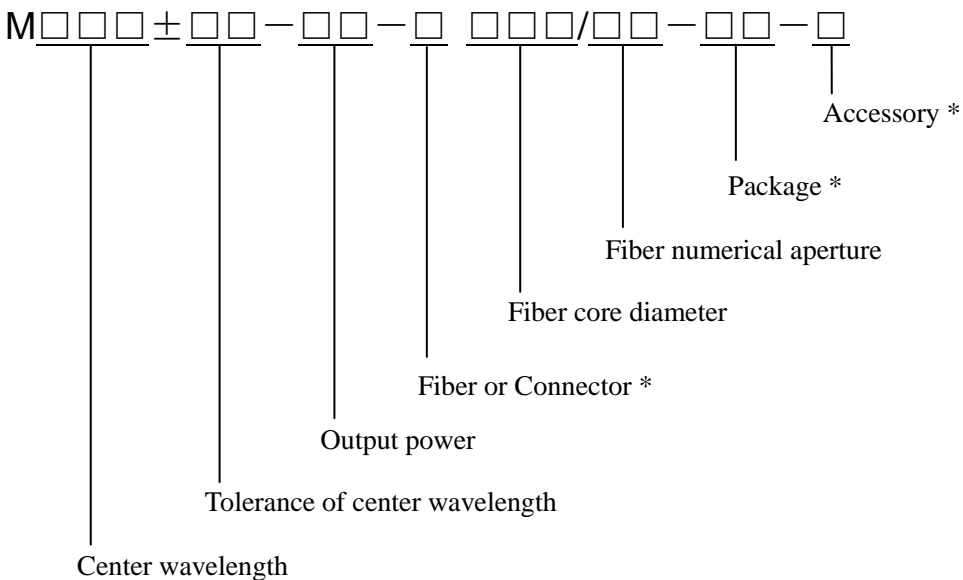 M□□□±□□－□□－□ □□□/□□－□□－□
Accessory *
Package *
Fiber numerical aperture
Fiber core diameter
Fiber or Connector *
Output power
Tolerance of center wavelength
Center wavelength